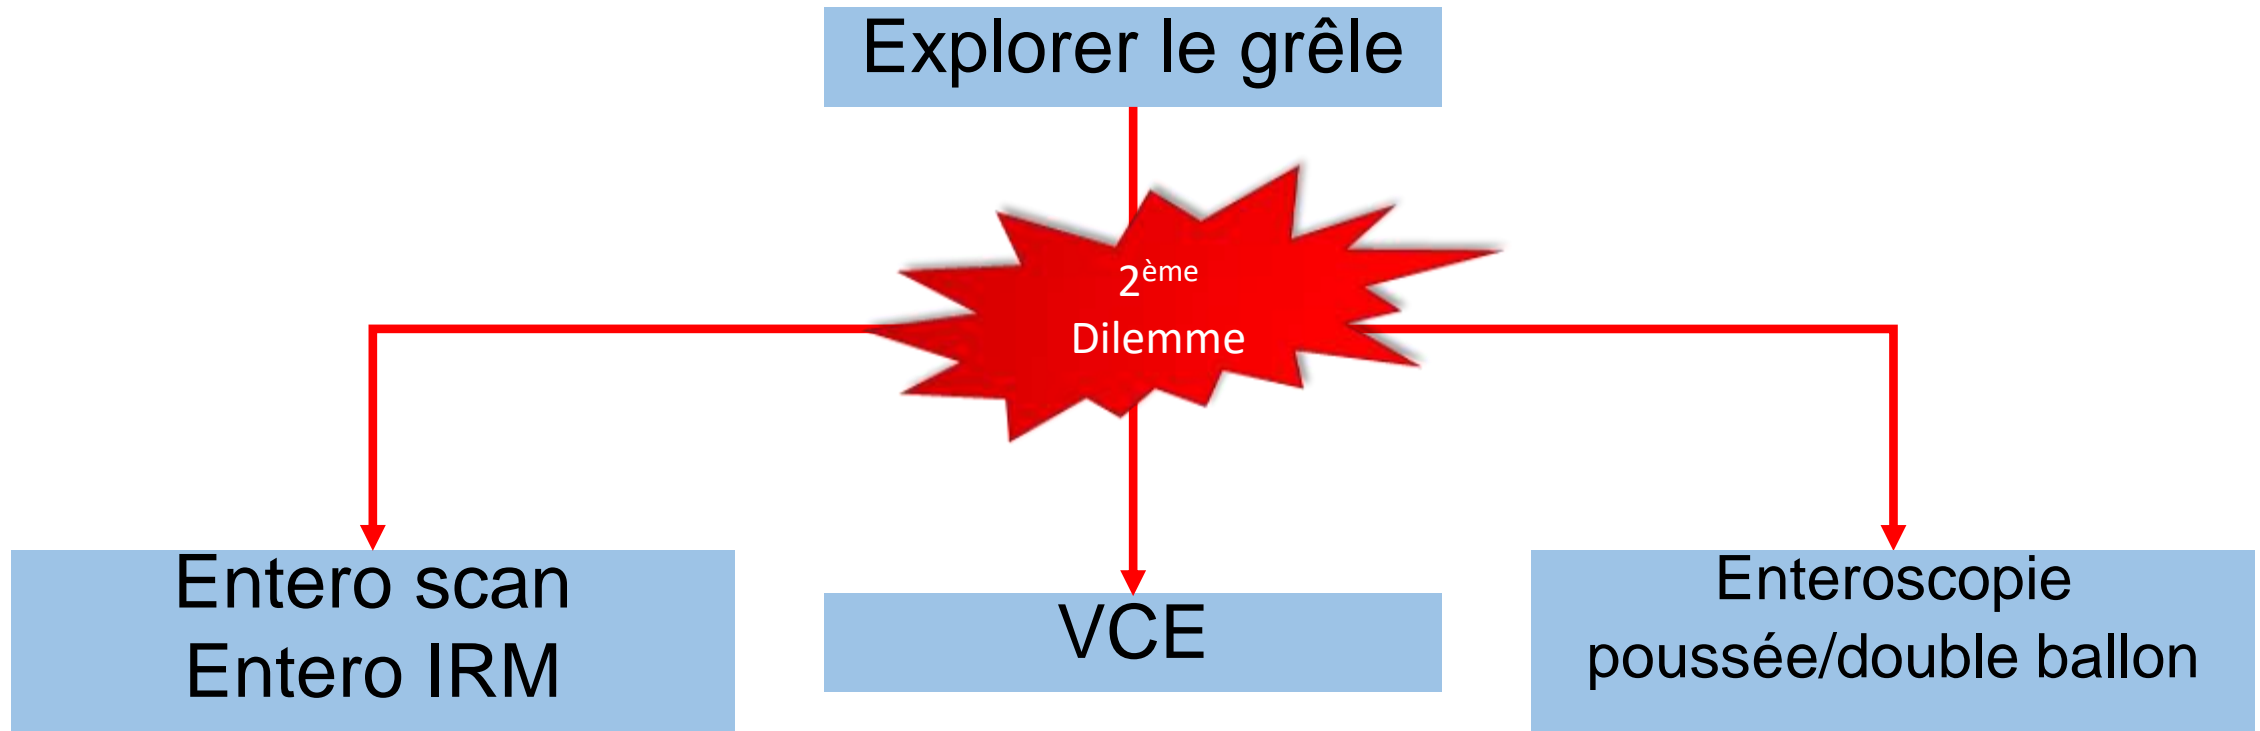 Explorer le grêle
2ème
Dilemme
Entero scan
Entero IRM
VCE
Enteroscopie
poussée/double ballon